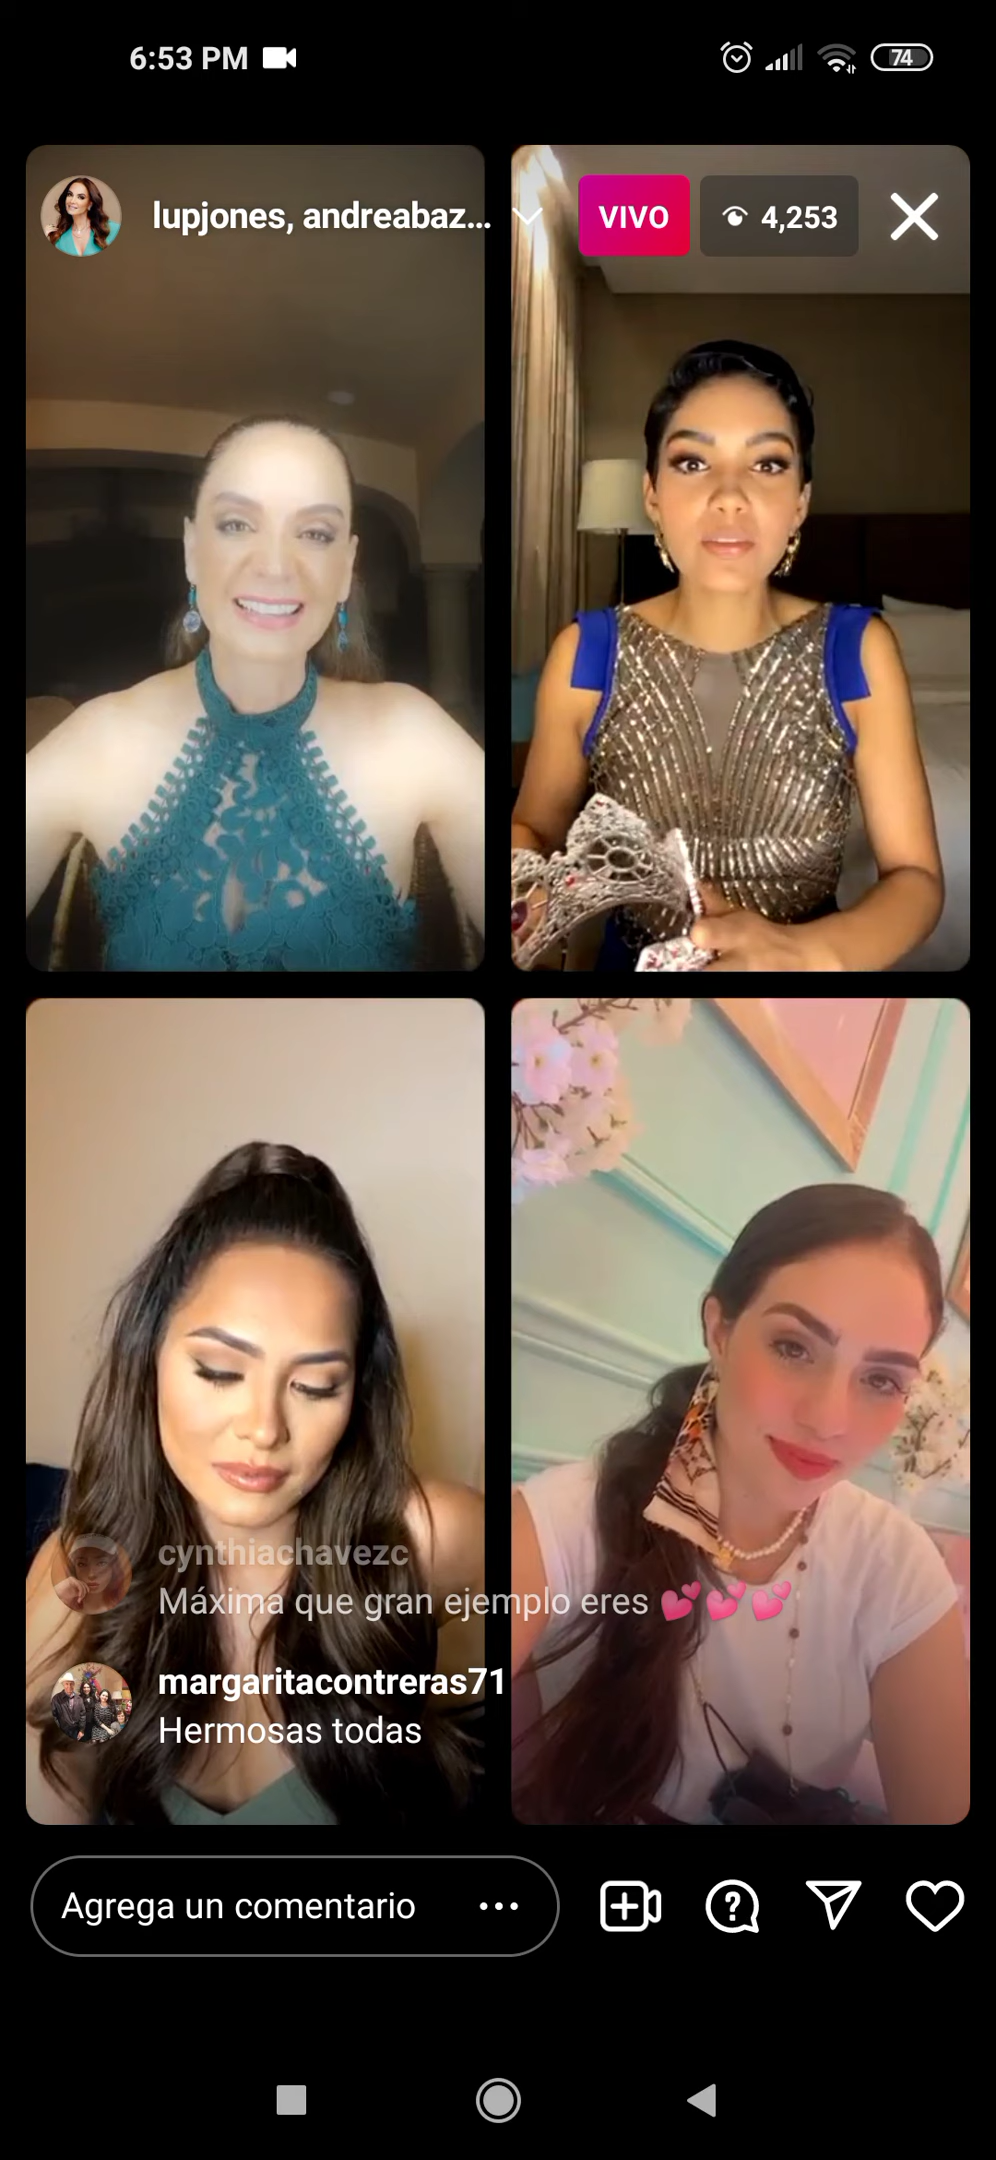 6:53 PM
74
lupjones, andreabaz...
VIVO
4,253
cynthiachavezc
Máxima que gran ejemplo eres 💕💕💕
margaritacontreras71
Hermosas todas
Agrega un comentario